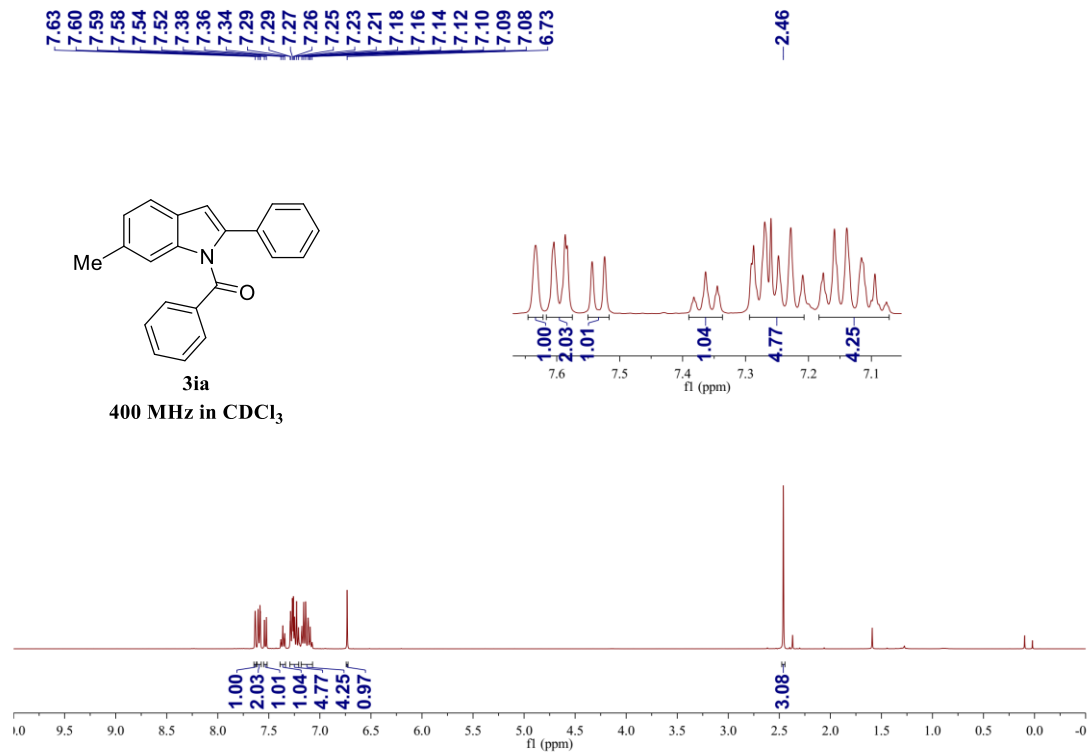 7.63 7.60 7.59 7.58 7.54 7.52 7.38 7.36 7.34 7.29 7.29 7.27 7.26 7.25 7.23 7.21 7.18 7.16 7.14 7.12 7.10 7.09 7.08 6.73
2.46
Me
N
O
3ia
400 MHz in CDCl₃
1.00 2.03 1.01 1.04 4.77 4.25
7.6 7.5 7.4 7.3 7.2 7.1
f1 (ppm)
1.00 2.03 1.01 1.04 4.77 4.25 0.97 3.08
0.0 9.5 9.0 8.5 8.0 7.5 7.0 6.5 6.0 5.5 5.0 4.5 4.0 3.5 3.0 2.5 2.0 1.5 1.0 0.5 0.0 -0
f1 (ppm)